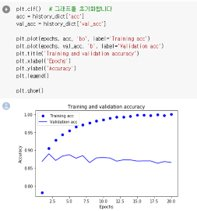 plt.clf() # 그래프를 초기화합니다
acc = history_dict['acc']
val_acc = history_dict['val_acc']
plt.plot(epochs, acc, 'bo', label='Training acc')
plt.plot(epochs, val_acc, 'b', label='Validation acc')
plt.title('Training and validation accuracy')
plt.xlabel('Epochs')
plt.ylabel('Accuracy')
plt.legend()
plt.show()
Training and validation accuracy
Training acc
Validation acc
1.00
0.95
0.90
0.85
0.80
Accuracy
2.5 5.0 7.5 10.0 12.5 15.0 17.5 20.0
Epochs